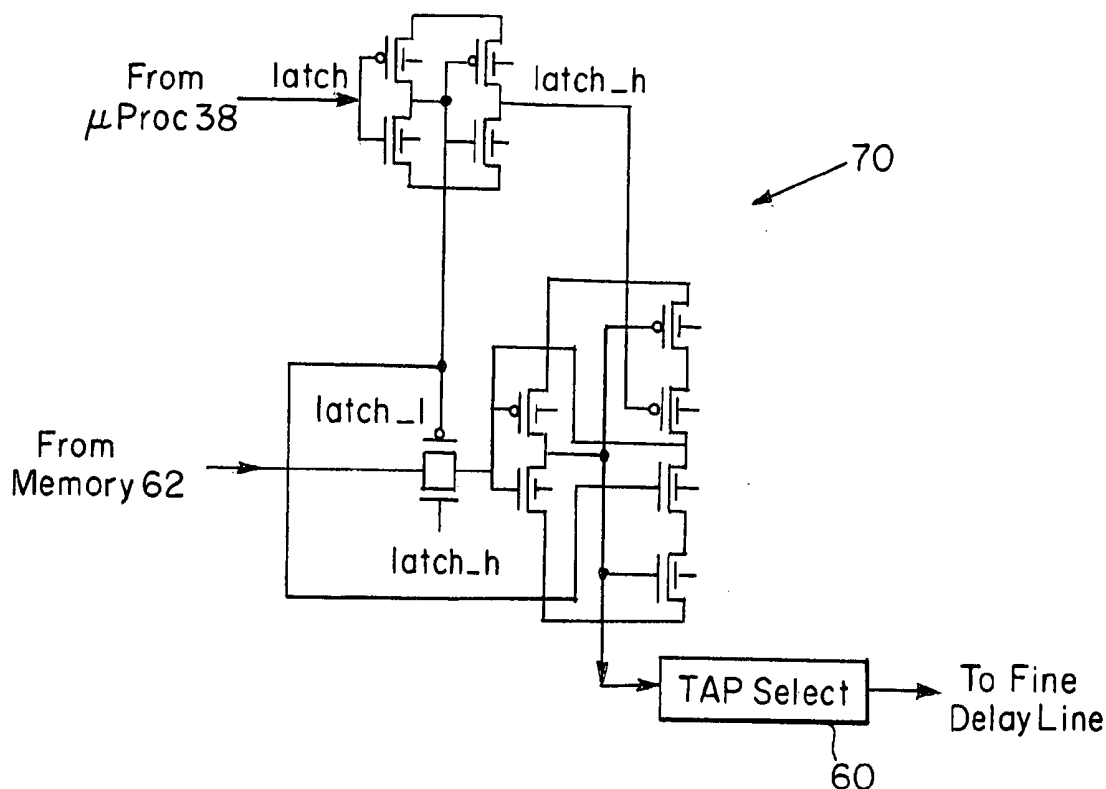 From
μProc 38
latch
latch_h
70
latch_l
From
Memory 62
latch_h
TAP Select
To Fine
Delay Line
60